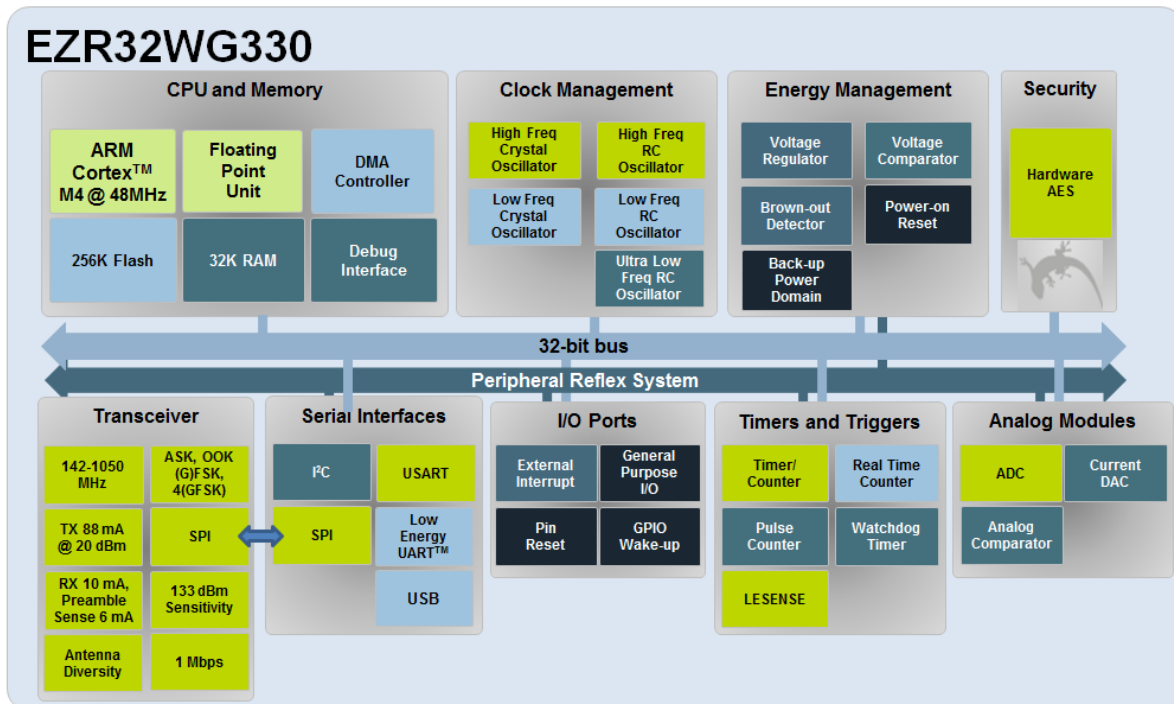 EZR32WG330
CPU and Memory
ARM
Cortex™
M4 @ 48MHz
Floating
Point
Unit
DMA
Controller
256K Flash
32K RAM
Debug
Interface
Clock Management
High Freq
Crystal
Oscillator
High Freq
RC
Oscillator
Low Freq
Crystal
Oscillator
Low Freq
RC
Oscillator
Ultra Low
Freq RC
Oscillator
Energy Management
Voltage
Regulator
Voltage
Comparator
Brown-out
Detector
Power-on
Reset
Back-up
Power
Domain
Security
Hardware
AES
32-bit bus
Peripheral Reflex System
Transceiver
142-1050
MHz
ASK, OOK
(G)FSK,
4(GFSK)
TX 88 mA
@ 20 dBm
SPI
RX 10 mA,
Preamble
Sense 6 mA
133 dBm
Sensitivity
Antenna
Diversity
1 Mbps
Serial Interfaces
I²C
USART
SPI
Low
Energy
UART™
USB
I/O Ports
External
Interrupt
General
Purpose
I/O
Pin
Reset
GPIO
Wake-up
Timers and Triggers
Timer/
Counter
Real Time
Counter
Pulse
Counter
Watchdog
Timer
LESENSE
Analog Modules
ADC
Current
DAC
Analog
Comparator